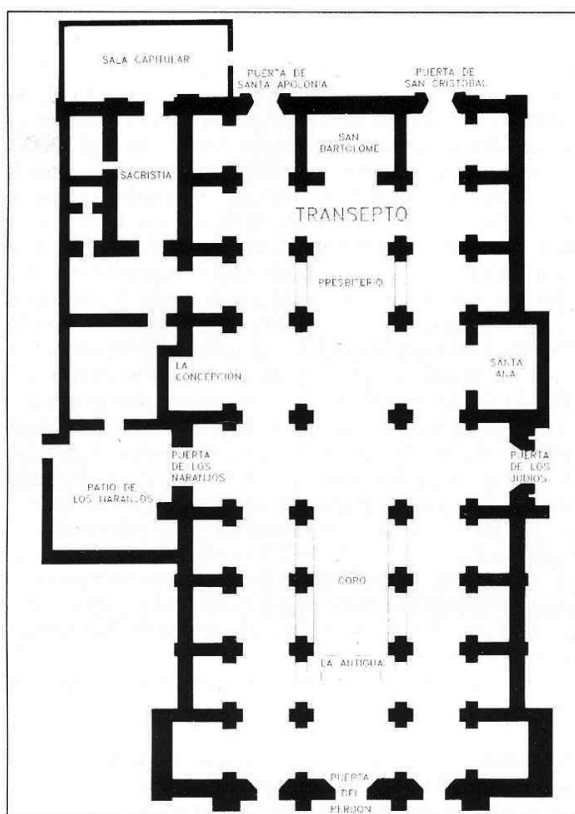 SALA CAPITULAR
PUERTA DE
SANTA APOLONIA
PUERTA DE
SAN CRISTOBAL
SAN
BARTOLOME
SACRISTIA
TRANSEPTO
PRESBITERIO
LA
CONCEPCION
SANTA
ANA
PUERTA
DE LOS
NARANJOS
PUERTA
DE LOS
JUDIOS
PATIO DE
LOS NARANJOS
CORO
LA ANTIGUA
PUERTA
DEL
PERDON